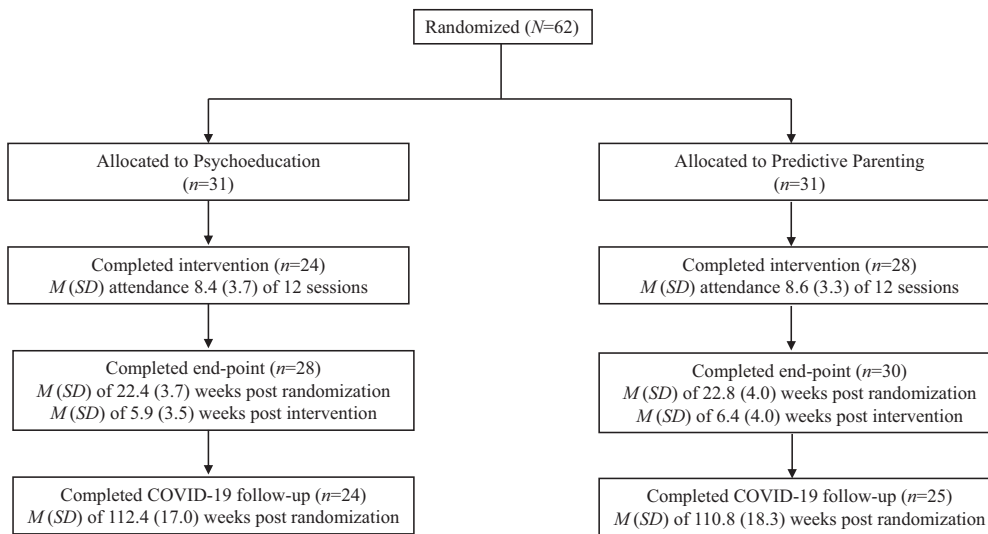 Randomized (N=62)
Allocated to Psychoeducation
(n=31)
Allocated to Predictive Parenting
(n=31)
Completed intervention (n=24)
M (SD) attendance 8.4 (3.7) of 12 sessions
Completed intervention (n=28)
M (SD) attendance 8.6 (3.3) of 12 sessions
Completed end-point (n=28)
M (SD) of 22.4 (3.7) weeks post randomization
M (SD) of 5.9 (3.5) weeks post intervention
Completed end-point (n=30)
M (SD) of 22.8 (4.0) weeks post randomization
M (SD) of 6.4 (4.0) weeks post intervention
Completed COVID-19 follow-up (n=24)
M (SD) of 112.4 (17.0) weeks post randomization
Completed COVID-19 follow-up (n=25)
M (SD) of 110.8 (18.3) weeks post randomization